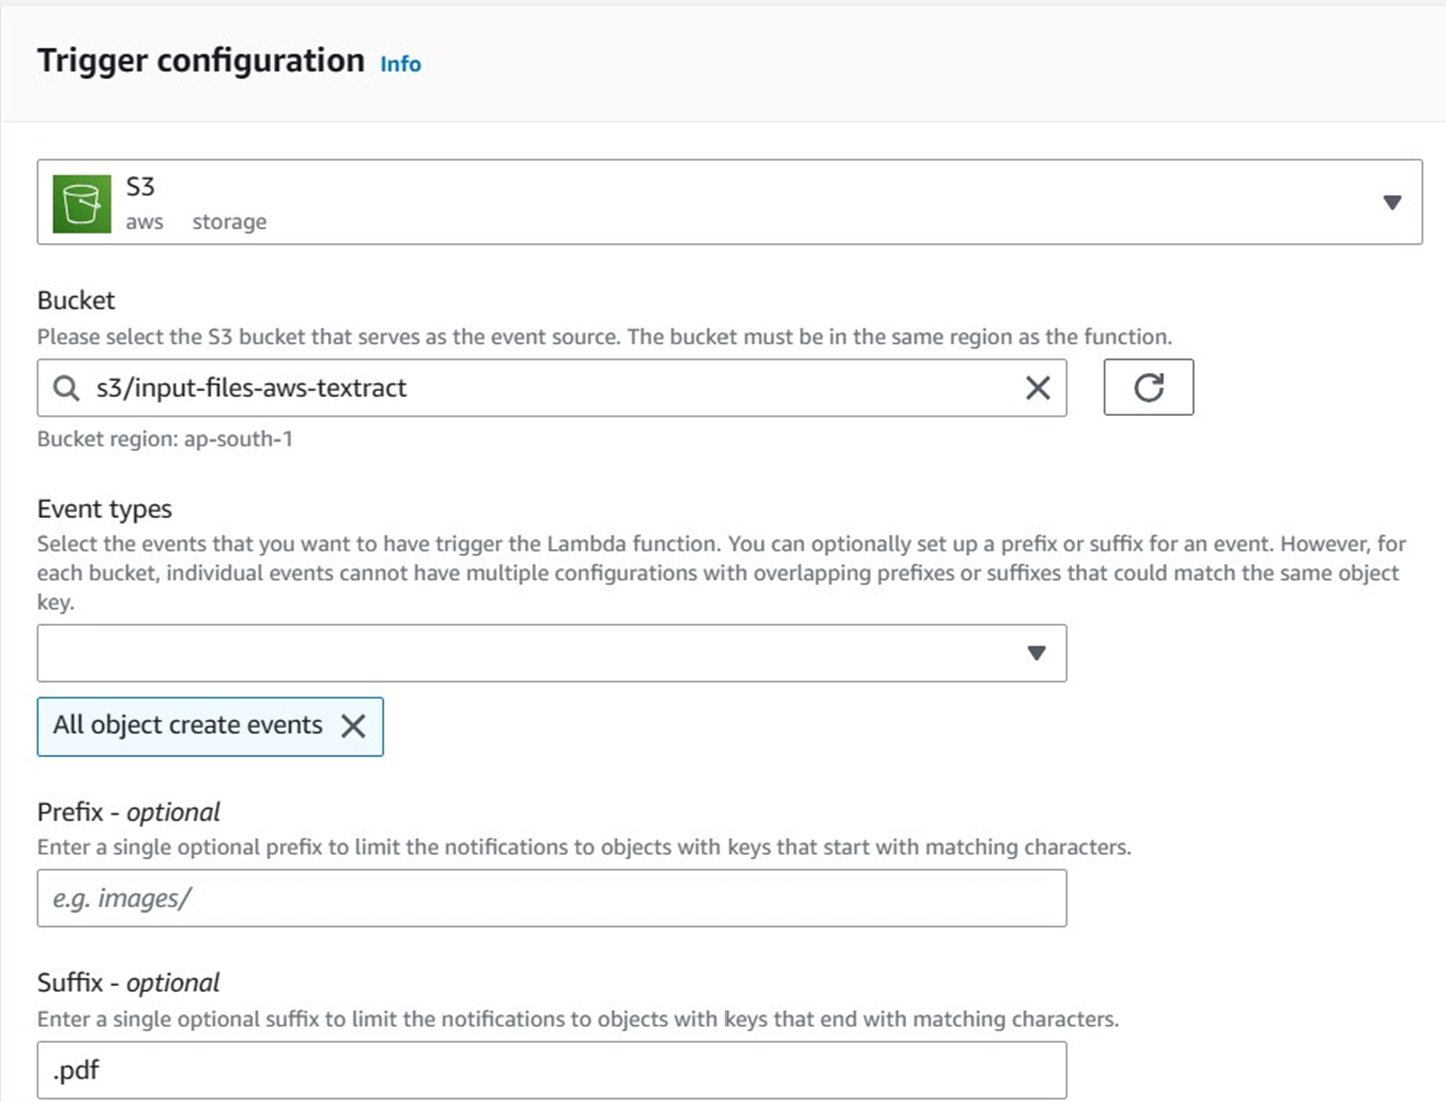 Trigger configuration Info
S3
aws storage
Bucket
Please select the S3 bucket that serves as the event source. The bucket must be in the same region as the function.
s3/input-files-aws-textract
Bucket region: ap-south-1
Event types
Select the events that you want to have trigger the Lambda function. You can optionally set up a prefix or suffix for an event. However, for
each bucket, individual events cannot have multiple configurations with overlapping prefixes or suffixes that could match the same object
key.
All object create events
Prefix - optional
Enter a single optional prefix to limit the notifications to objects with keys that start with matching characters.
e.g. images/
Suffix - optional
Enter a single optional suffix to limit the notifications to objects with keys that end with matching characters.
.pdf